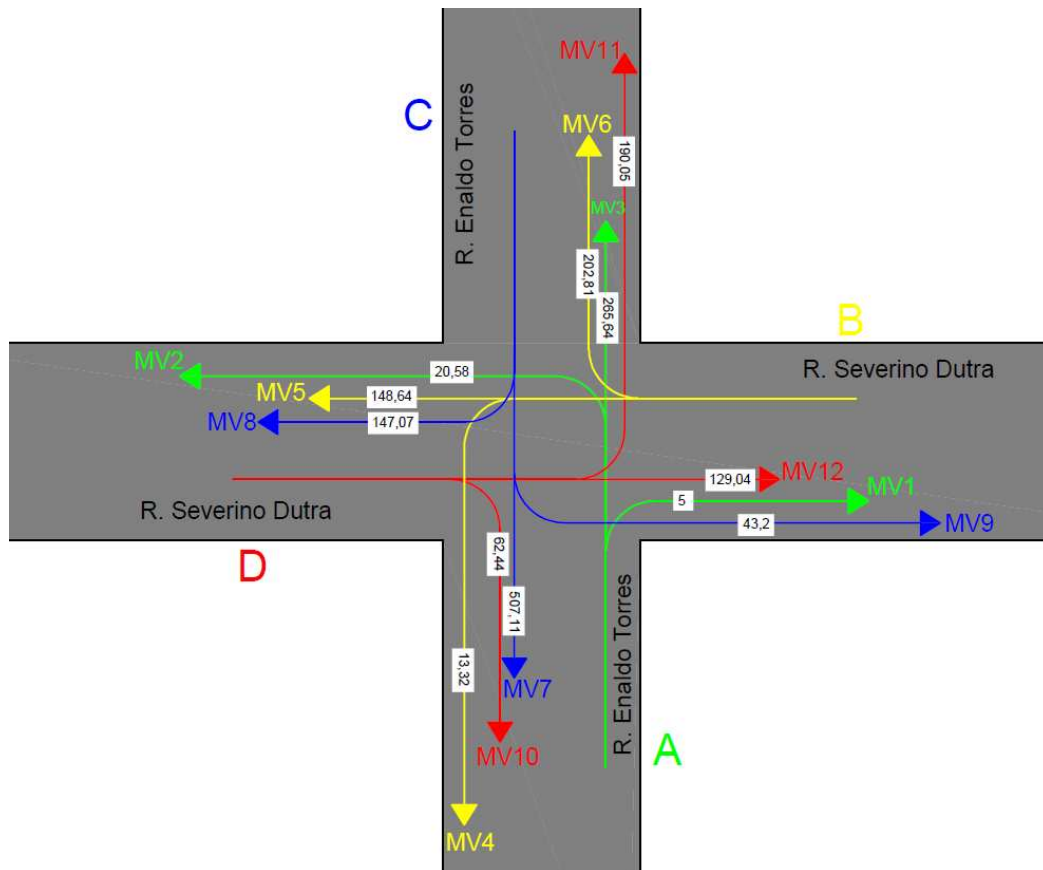 MV11
C
R. Enaldo Torres
MV6
190,05
MV3
202,81
265,64
B
MV2
20,58
R. Severino Dutra
MV5
148,64
MV8
147,07
129,04
MV12
5
MV1
R. Severino Dutra
43,2
MV9
D
62,44
507,11
R. Enaldo Torres
13,32
MV7
MV10
A
MV4